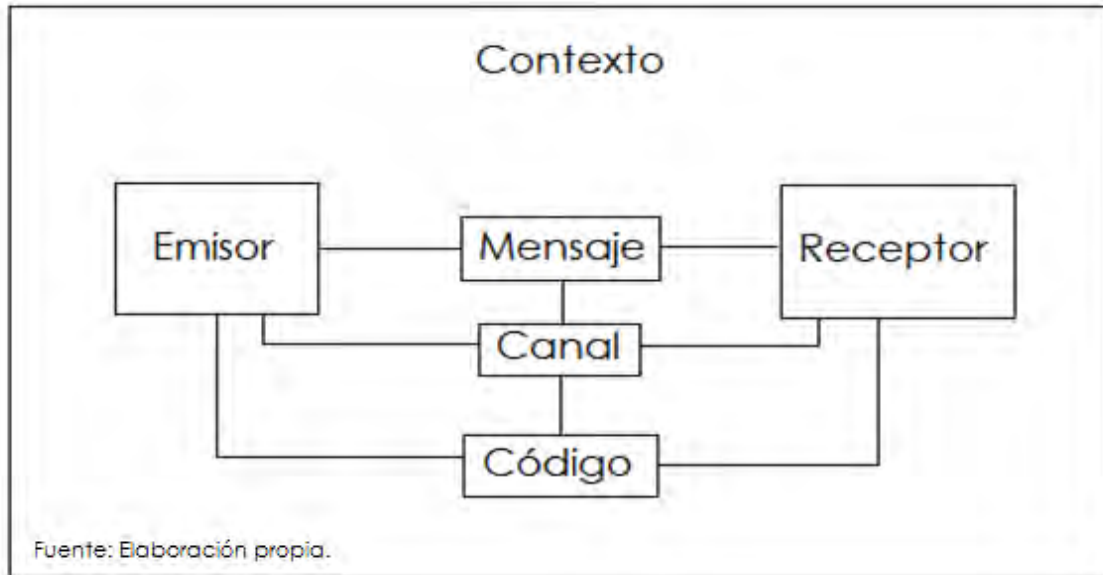 Contexto
Emisor
Mensaje
Receptor
Canal
Código
Fuente: Elaboración propia.